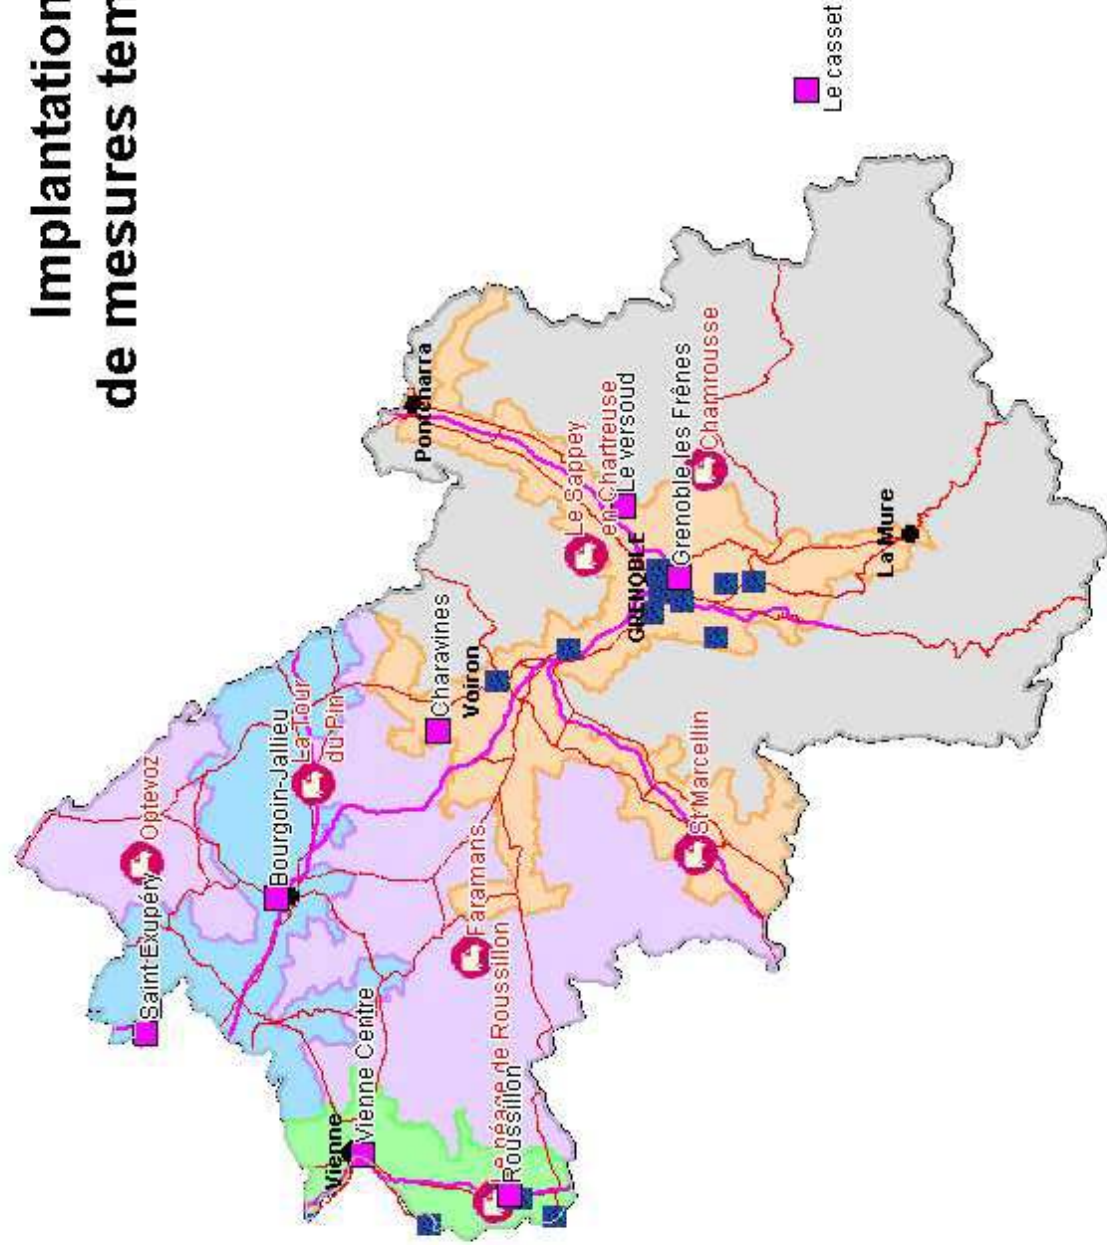 Implantation
de mesures tem
Le casset
Pontcharra
Le Sappey
en Chartreuse
Le versoud
Grenoble les Frênes
Chamrousse
GRENOBLE
La Mure
Charavines
Voiron
La Tour
du Pin
Bourgoin-Jallieu
Optevoz
St Marcellin
Saint-Exupéry
Faramans
Vienne Centre
Vienne
e péage de Roussillon
Roussillon